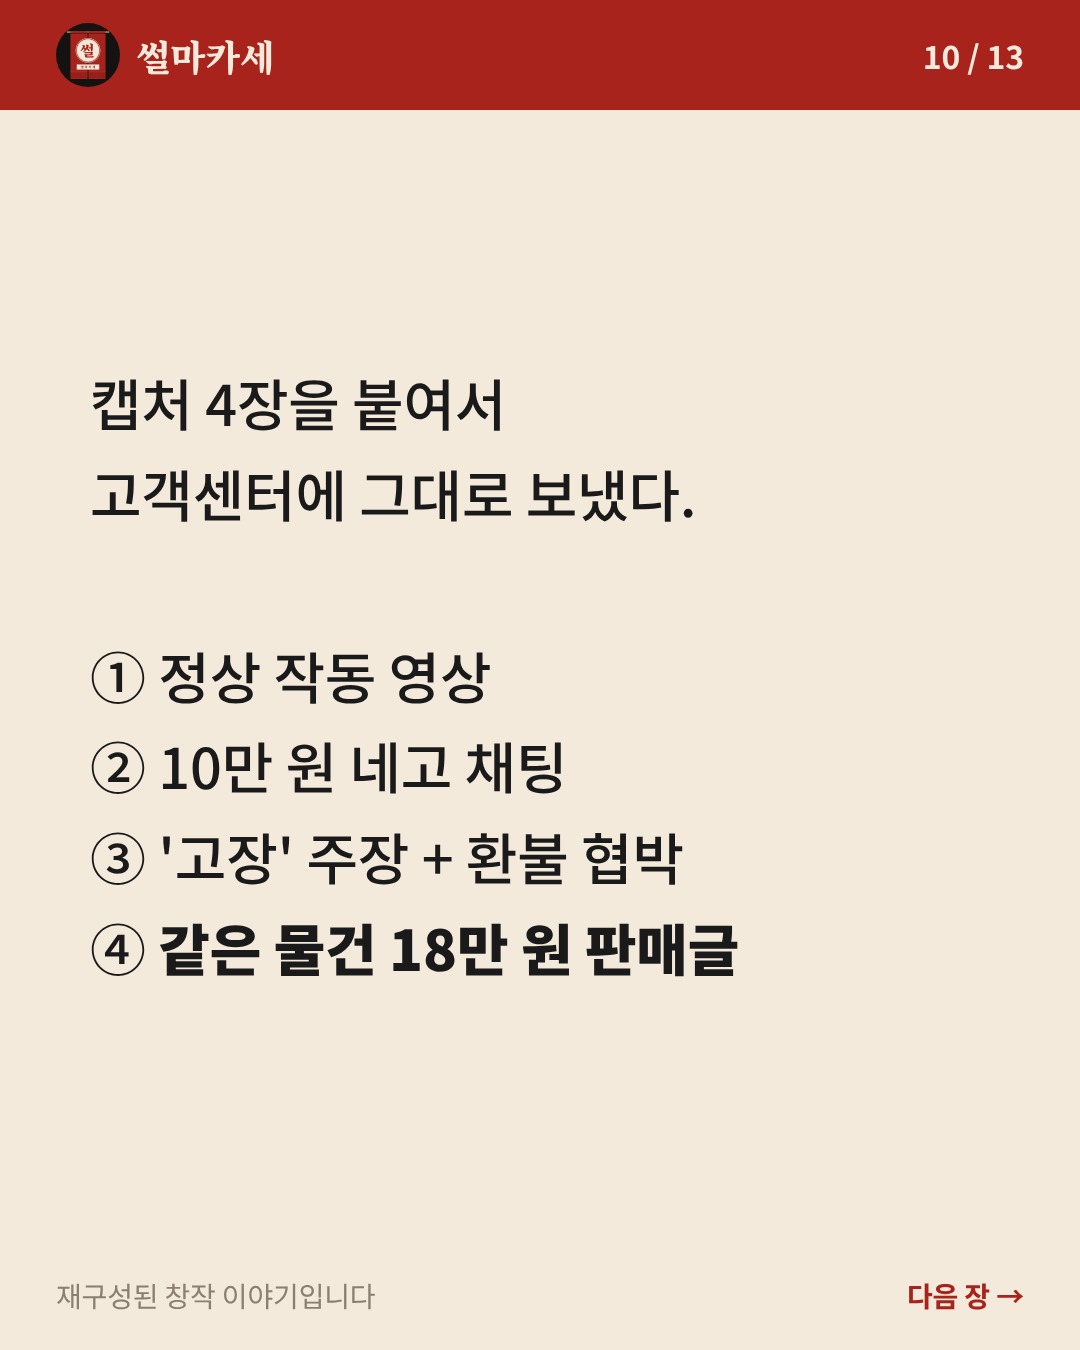 썰
썰마카세
10 / 13
캡처 4장을 붙여서
고객센터에 그대로 보냈다.
① 정상 작동 영상
② 10만 원 네고 채팅
③ '고장' 주장 + 환불 협박
④ 같은 물건 18만 원 판매글
재구성된 창작 이야기입니다
다음 장 →